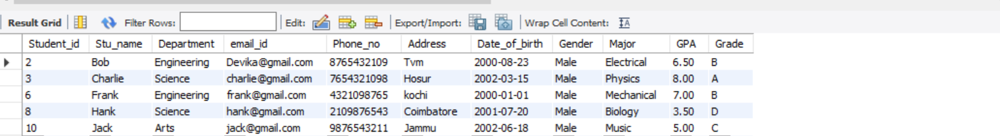 Result Grid Filter Rows: Edit: Export/Import: Wrap Cell Content: IA
Student_id Stu_name Department email_id Phone_no Address Date_of_birth Gender Major GPA Grade
2 Bob Engineering Devika@gmail.com 8765432109 Tvm 2000-08-23 Male Electrical 6.50 B
3 Charlie Science charlie@gmail.com 7654321098 Hosur 2002-03-15 Male Physics 8.00 A
6 Frank Engineering frank@gmail.com 4321098765 kochi 2000-01-01 Male Mechanical 7.00 B
8 Hank Science hank@gmail.com 2109876543 Coimbatore 2001-07-20 Male Biology 3.50 D
10 Jack Arts jack@gmail.com 9876543211 Jammu 2002-06-18 Male Music 5.00 C